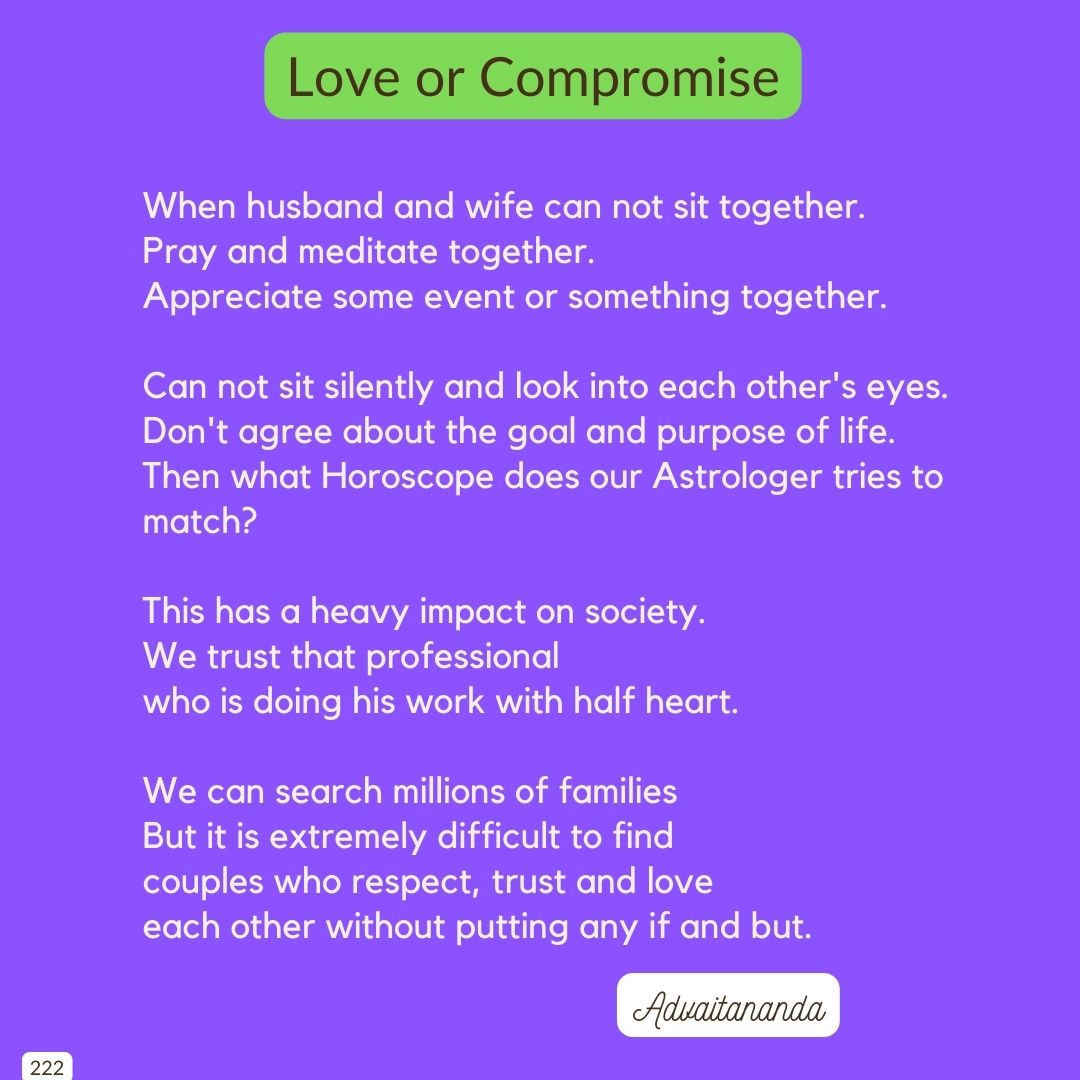 Love or Compromise
When husband and wife can not sit together.
Pray and meditate together.
Appreciate some event or something together.
Can not sit silently and look into each other's eyes.
Don't agree about the goal and purpose of life.
Then what Horoscope does our Astrologer tries to
match?
This has a heavy impact on society.
We trust that professional
who is doing his work with half heart.
We can search millions of families
But it is extremely difficult to find
couples who respect, trust and love
each other without putting any if and but.
Advaitananda
222